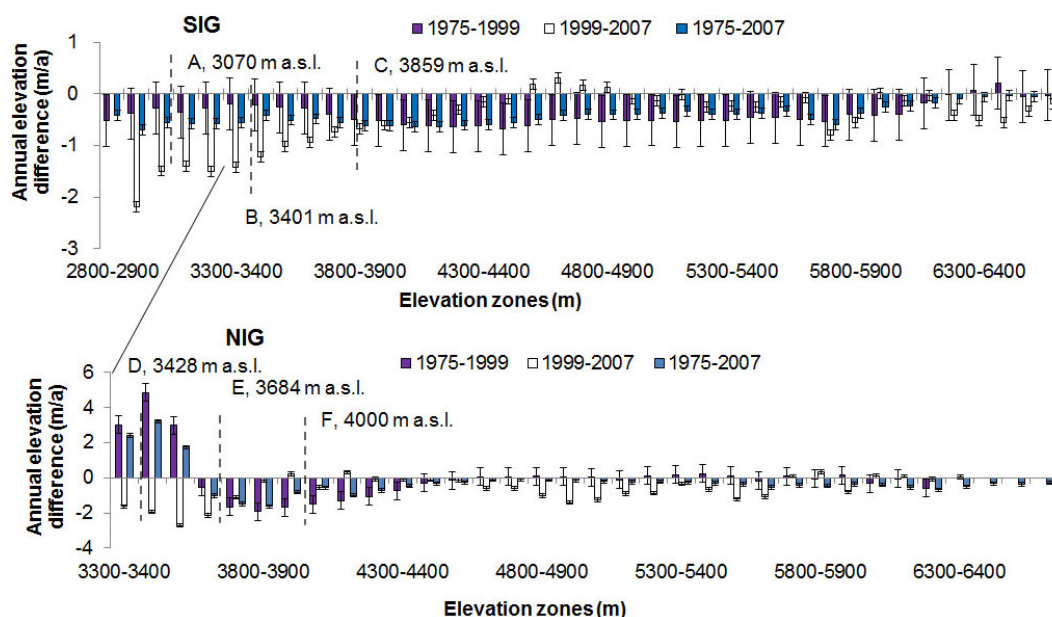 SIG
1975-1999 1999-2007 1975-2007
Annual elevation
difference (m/a)
1
0
-1
-2
-3
A, 3070 m a.s.l.
C, 3859 m a.s.l.
B, 3401 m a.s.l.
2800-2900 3300-3400 3800-3900 4300-4400 4800-4900 5300-5400 5800-5900 6300-6400
Elevation zones (m)
NIG
1975-1999 1999-2007 1975-2007
Annual elevation
difference (m/a)
6
4
2
0
-2
-4
D, 3428 m a.s.l.
E, 3684 m a.s.l.
F, 4000 m a.s.l.
3300-3400 3800-3900 4300-4400 4800-4900 5300-5400 5800-5900 6300-6400
Elevation zones (m)